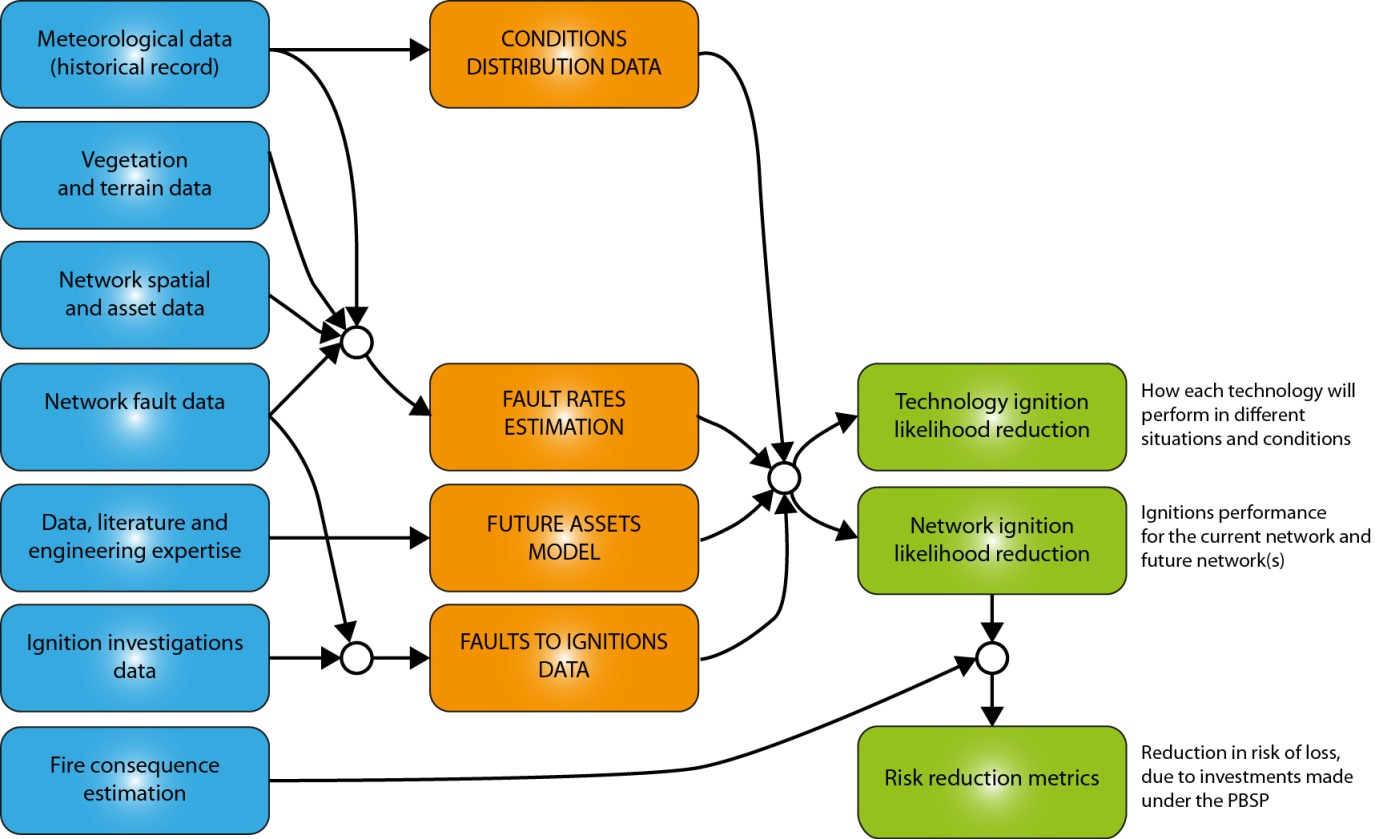 Meteorological data
(historical record)
CONDITIONS
DISTRIBUTION DATA
Vegetation
and terrain data
Network spatial
and asset data
Network fault data
FAULT RATES
ESTIMATION
Technology ignition
likelihood reduction
How each technology will
perform in different
situations and conditions
Data, literature and
engineering expertise
FUTURE ASSETS
MODEL
Network ignition
likelihood reduction
Ignitions performance
for the current network and
future network(s)
Ignition investigations
data
FAULTS TO IGNITIONS
DATA
Fire consequence
estimation
Risk reduction metrics
Reduction in risk of loss,
due to investments made
under the PBSP